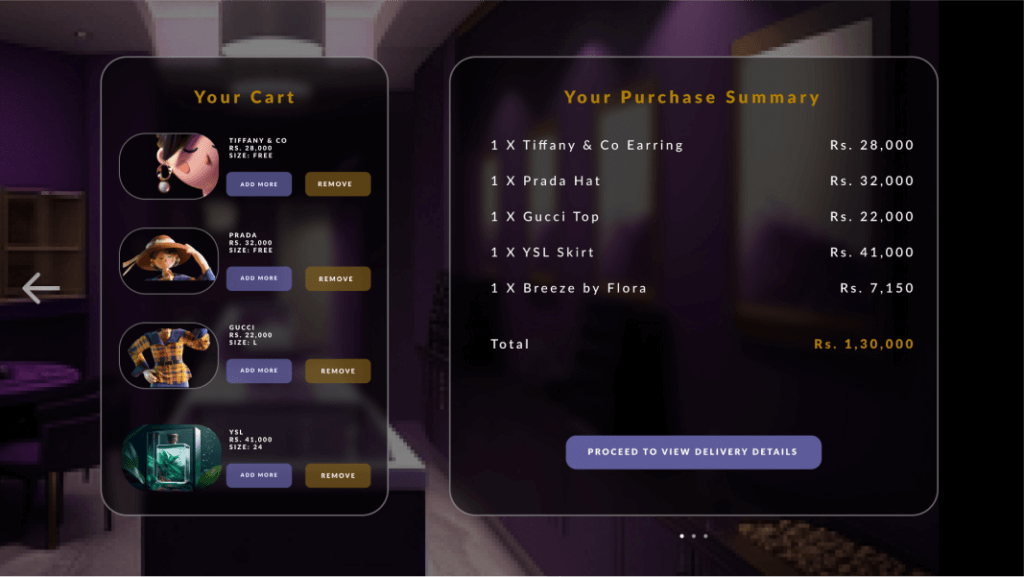 Your Cart
TIFFANY & CO
RS. 28,000
SIZE: FREE
ADD MORE
REMOVE
PRADA
RS. 32,000
SIZE: FREE
ADD MORE
REMOVE
GUCCI
RS. 22,000
SIZE: L
ADD MORE
REMOVE
YSL
RS. 41,000
SIZE: 24
ADD MORE
REMOVE
Your Purchase Summary
1 X Tiffany & Co Earring Rs. 28,000
1 X Prada Hat Rs. 32,000
1 X Gucci Top Rs. 22,000
1 X YSL Skirt Rs. 41,000
1 X Breeze by Flora Rs. 7,150
Total Rs. 1,30,000
PROCEED TO VIEW DELIVERY DETAILS